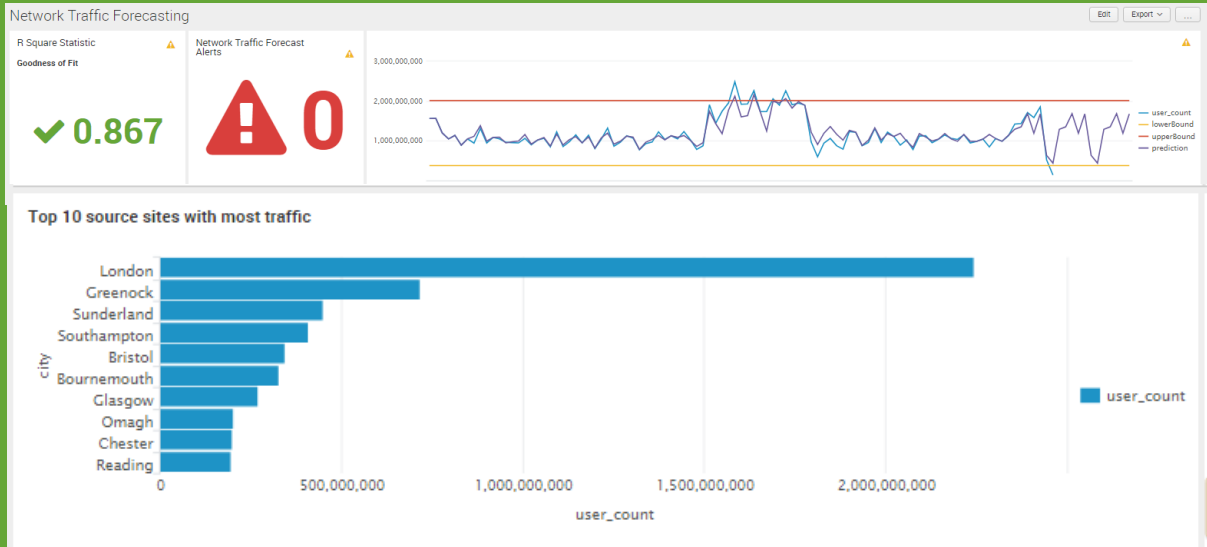 Network Traffic Forecasting
Edit
Export
...
R Square Statistic
Goodness of Fit
0.867
Network Traffic Forecast
Alerts
0
3,000,000,000
2,000,000,000
1,000,000,000
user_count
lowerBound
upperBound
prediction
Top 10 source sites with most traffic
city
London
Greenock
Sunderland
Southampton
Bristol
Bournemouth
Glasgow
Omagh
Chester
Reading
0
500,000,000
1,000,000,000
1,500,000,000
2,000,000,000
user_count
user_count